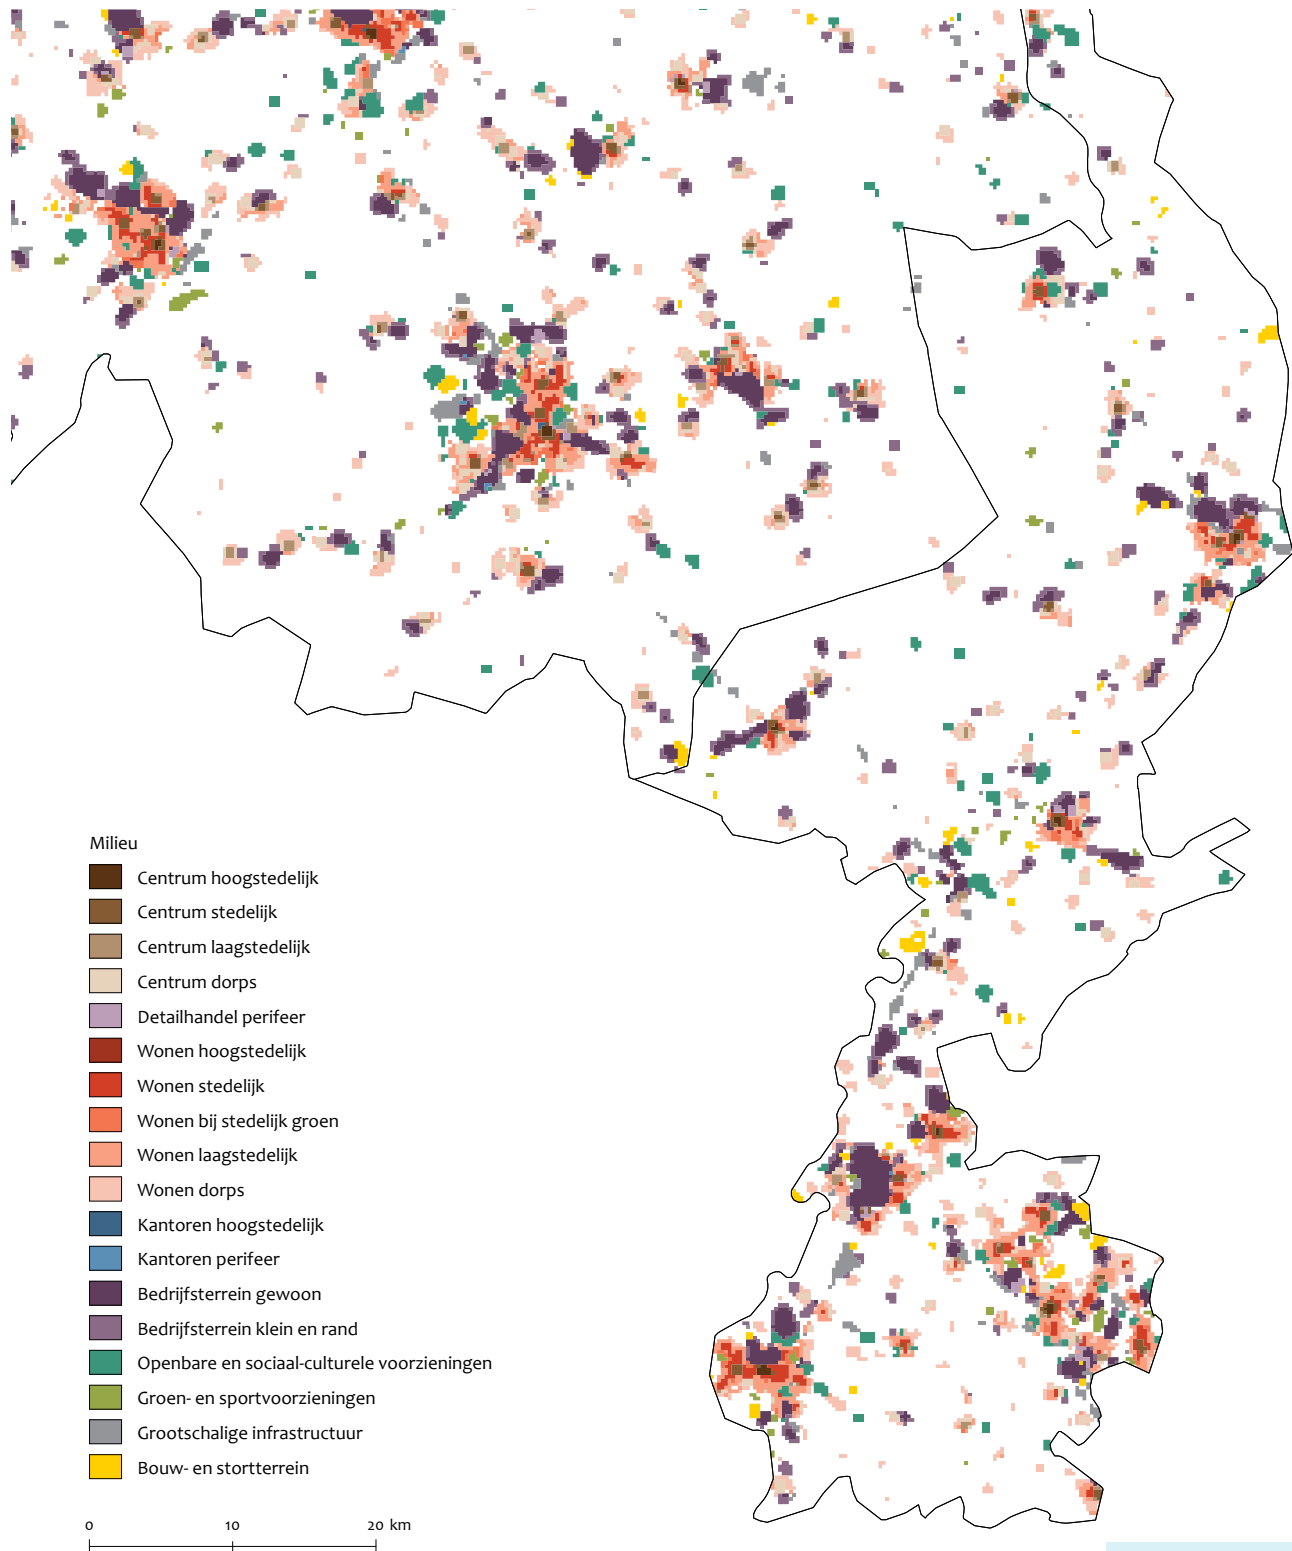 Milieu
Centrum hoogstedelijk
Centrum stedelijk
Centrum laagstedelijk
Centrum dorps
Detailhandel perifeer
Wonen hoogstedelijk
Wonen stedelijk
Wonen bij stedelijk groen
Wonen laagstedelijk
Wonen dorps
Kantoren hoogstedelijk
Kantoren perifeer
Bedrijfsterrein gewoon
Bedrijfsterrein klein en rand
Openbare en sociaal-culturele voorzieningen
Groen- en sportvoorzieningen
Grootschalige infrastructuur
Bouw- en stortterrein
0 10 20 km